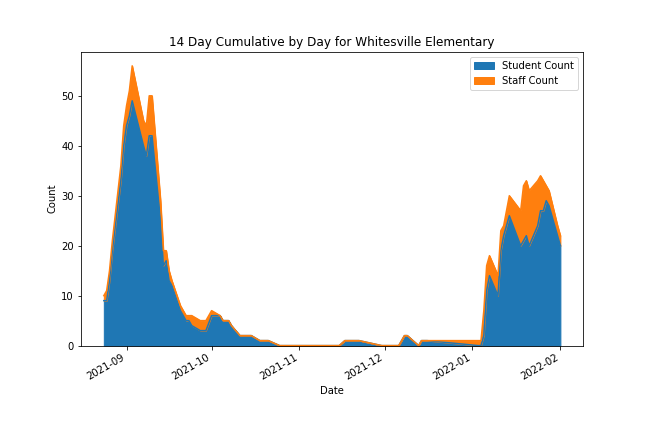 14 Day Cumulative by Day for Whitesville Elementary
Student Count
Staff Count
50
40
30
20
10
0
Count
2021-09
2021-10
2021-11
2021-12
2022-01
2022-02
Date